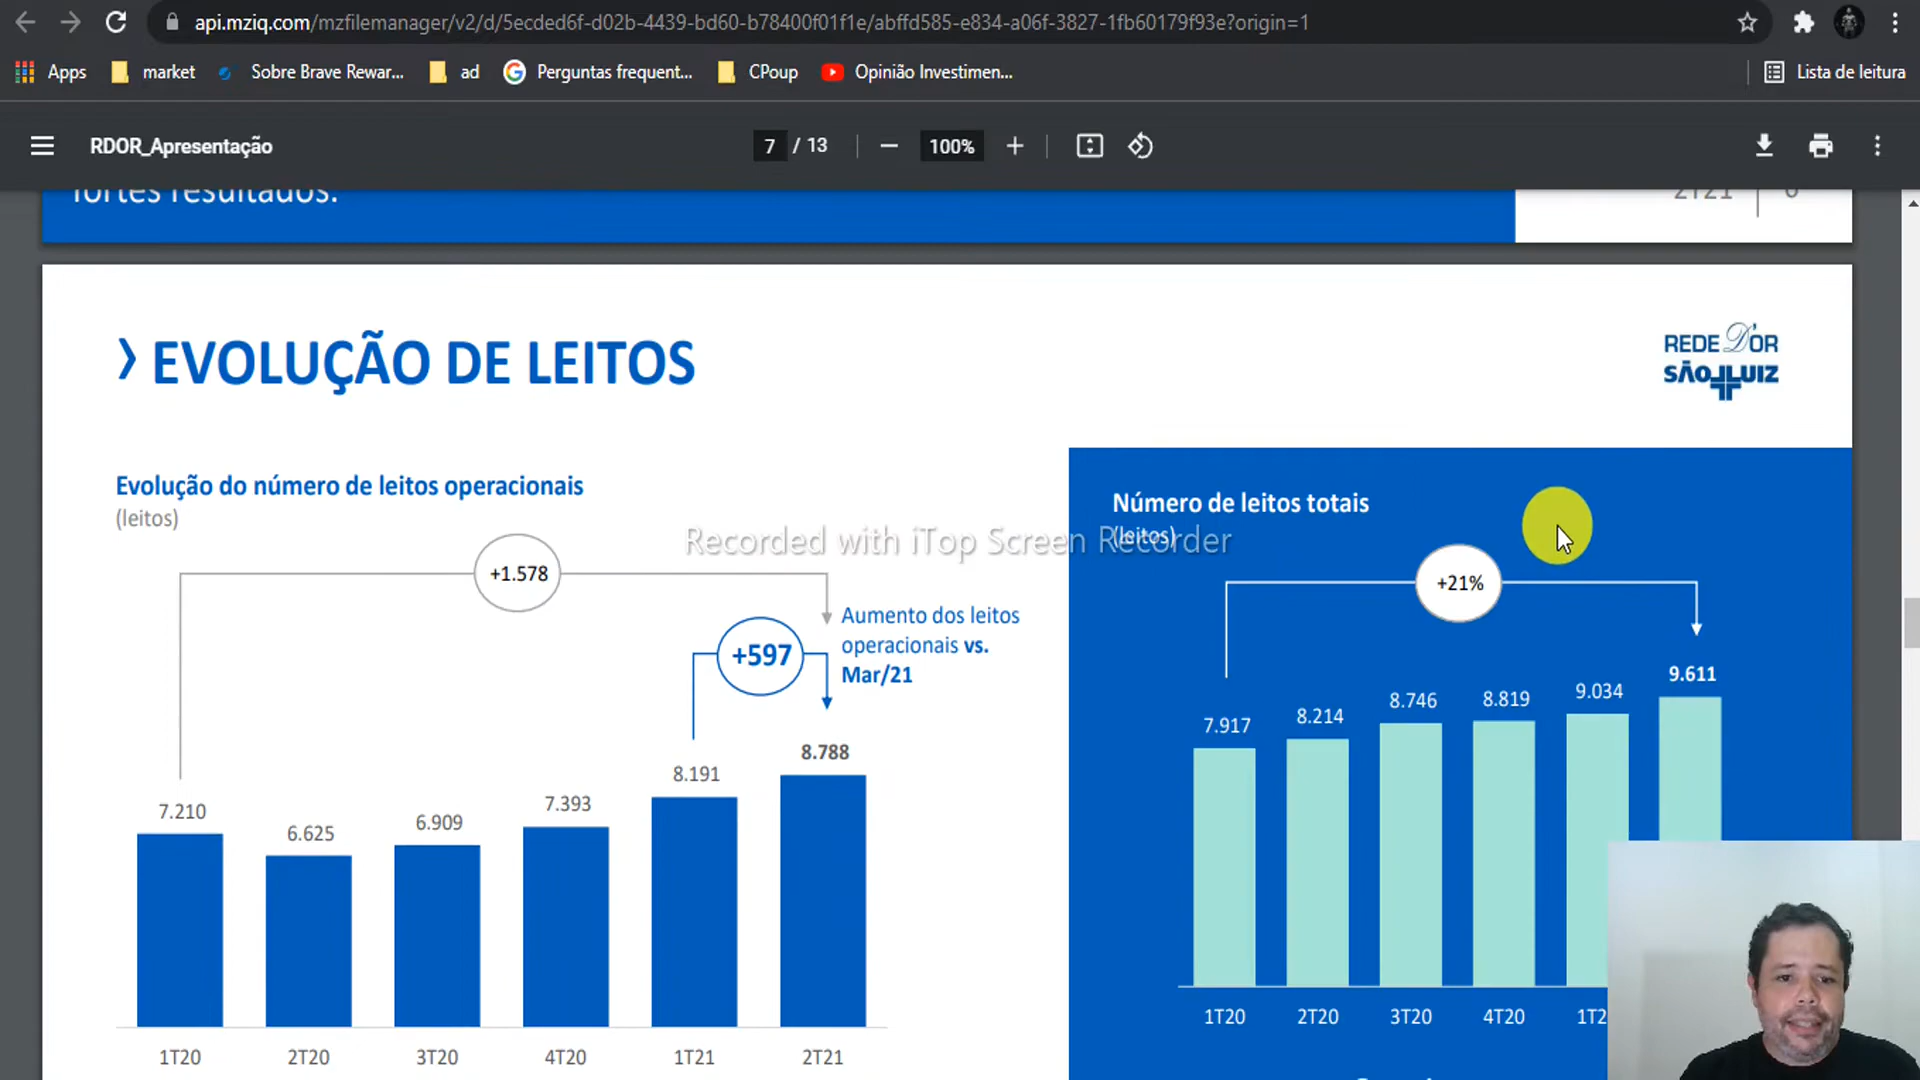 api.mziq.com/mzfilemanager/v2/d/5ecded6f-d02b-4439-bd60-b78400f01f1e/abffd585-e834-a06f-3827-1fb60179f93e?origin=1
Apps
market
Sobre Brave Rewar...
ad
Perguntas frequent...
CPoup
Opinião Investimen...
Lista de leitura
RDOR_Apresentação
7 / 13
100%
fortes resultados.
2T21
6
› EVOLUÇÃO DE LEITOS
REDE D'OR
SÃO LUIZ
Evolução do número de leitos operacionais
(leitos)
+1.578
+597
Aumento dos leitos
operacionais vs.
Mar/21
7.210
6.625
6.909
7.393
8.191
8.788
1T20
2T20
3T20
4T20
1T21
2T21
Número de leitos totais
(leitos)
Recorded with iTop Screen Recorder
+21%
7.917
8.214
8.746
8.819
9.034
9.611
1T20
2T20
3T20
4T20
1T2